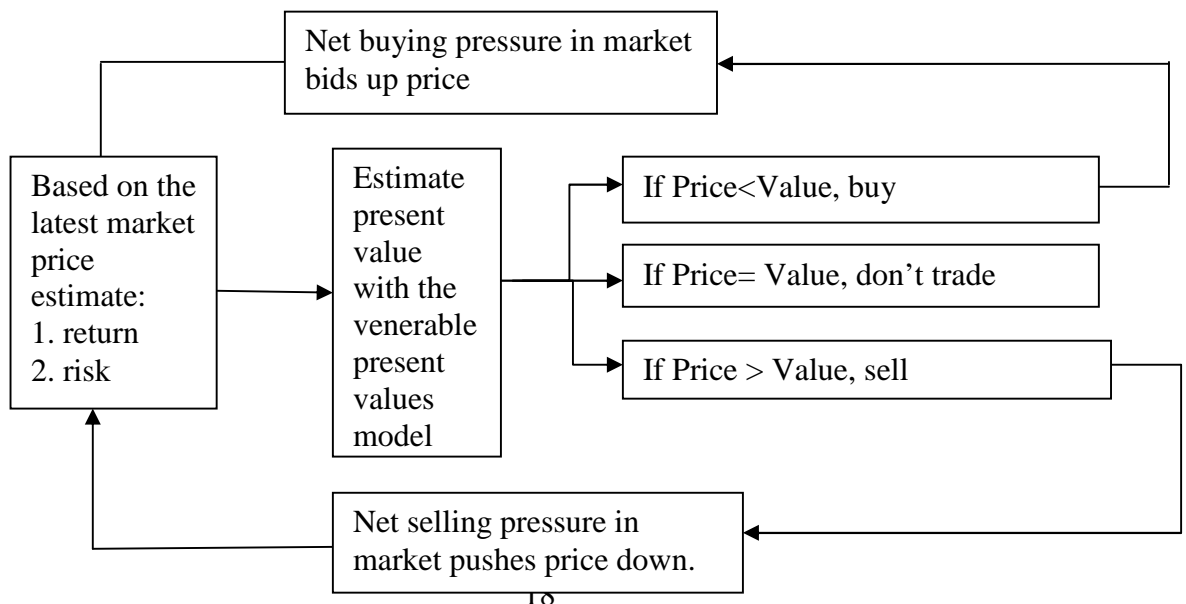 Net buying pressure in market
bids up price
Based on the
latest market
price
estimate:
1. return
2. risk
Estimate
present
value
with the
venerable
present
values
model
If Price<Value, buy
If Price= Value, don’t trade
If Price > Value, sell
Net selling pressure in
market pushes price down.
18